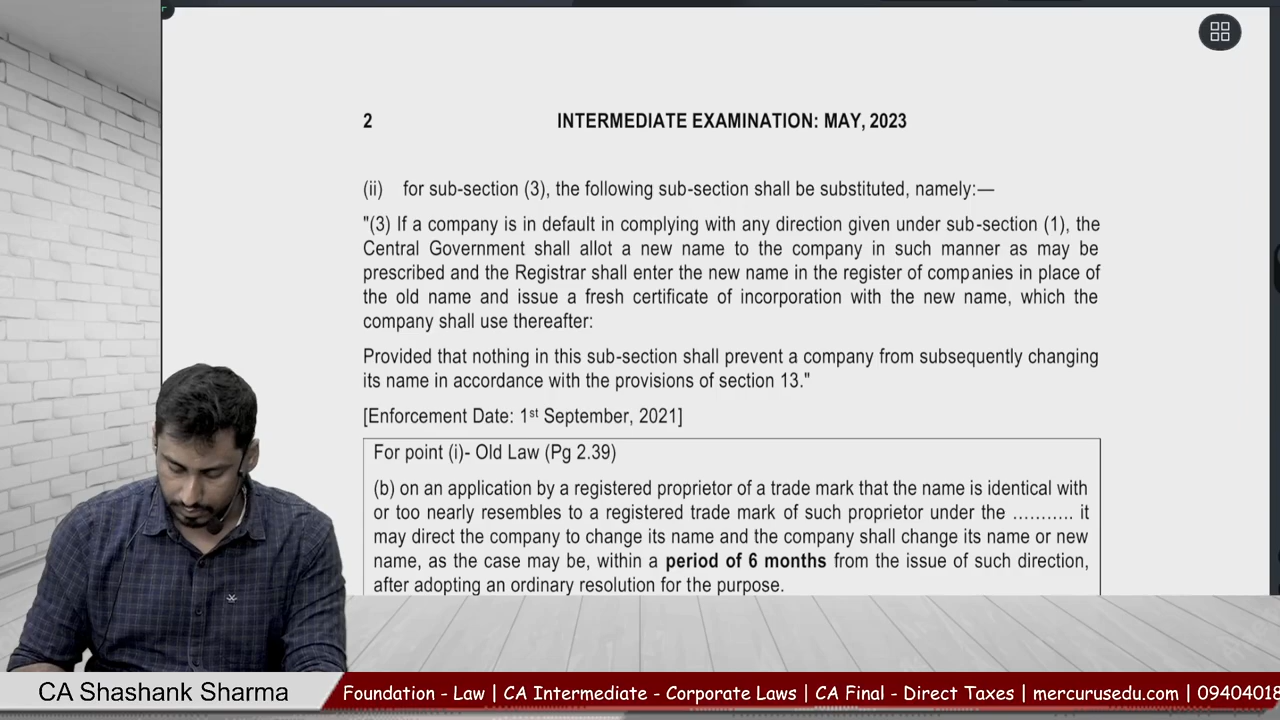 2 INTERMEDIATE EXAMINATION: MAY, 2023
(ii) for sub-section (3), the following sub-section shall be substituted, namely:—
"(3) If a company is in default in complying with any direction given under sub-section (1), the
Central Government shall allot a new name to the company in such manner as may be
prescribed and the Registrar shall enter the new name in the register of companies in place of
the old name and issue a fresh certificate of incorporation with the new name, which the
company shall use thereafter:
Provided that nothing in this sub-section shall prevent a company from subsequently changing
its name in accordance with the provisions of section 13."
[Enforcement Date: 1st September, 2021]
For point (i)- Old Law (Pg 2.39)
(b) on an application by a registered proprietor of a trade mark that the name is identical with
or too nearly resembles to a registered trade mark of such proprietor under the ……….. it
may direct the company to change its name and the company shall change its name or new
name, as the case may be, within a period of 6 months from the issue of such direction,
after adopting an ordinary resolution for the purpose.
CA Shashank Sharma
Foundation - Law | CA Intermediate - Corporate Laws | CA Final - Direct Taxes | mercurusedu.com | 09404018